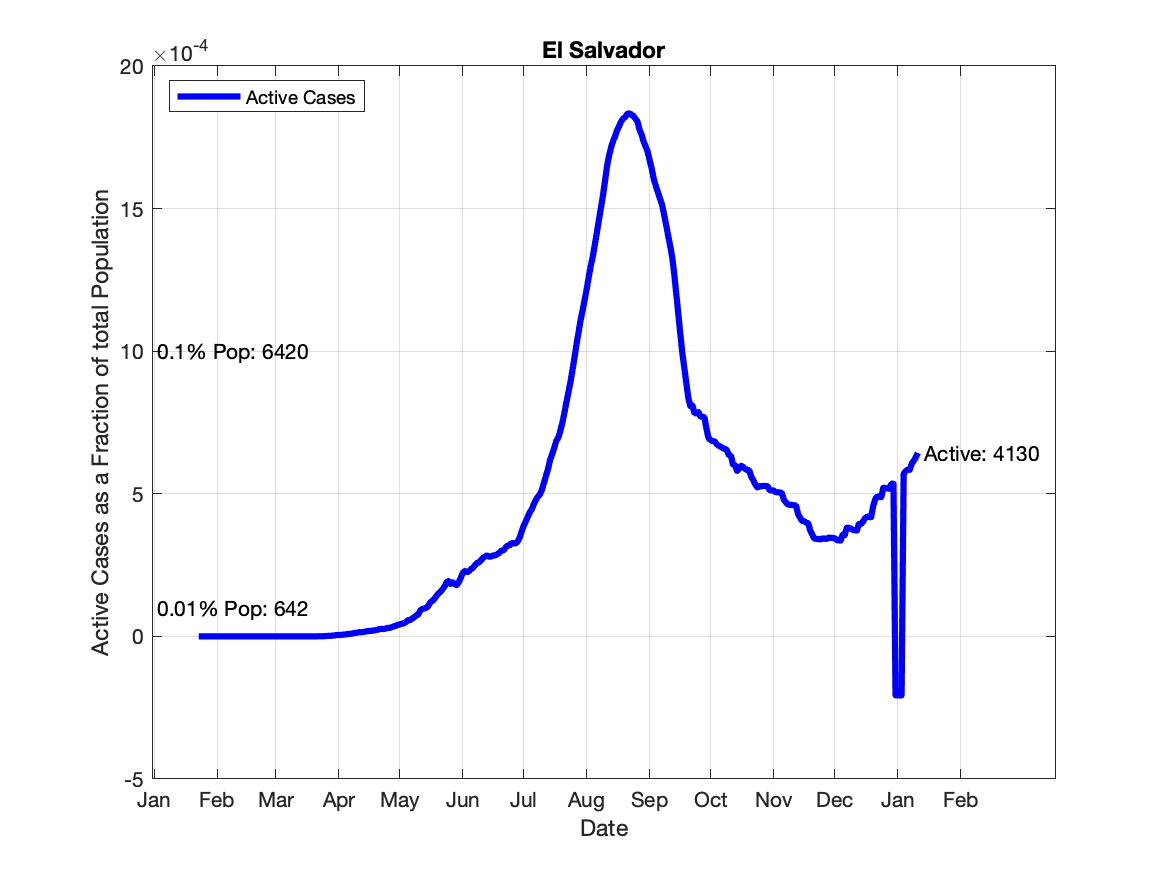 El Salvador
×10-4
20
15
10
5
0
-5
Active Cases
0.1% Pop: 6420
0.01% Pop: 642
Active: 4130
Active Cases as a Fraction of total Population
Jan Feb Mar Apr May Jun Jul Aug Sep Oct Nov Dec Jan Feb
Date